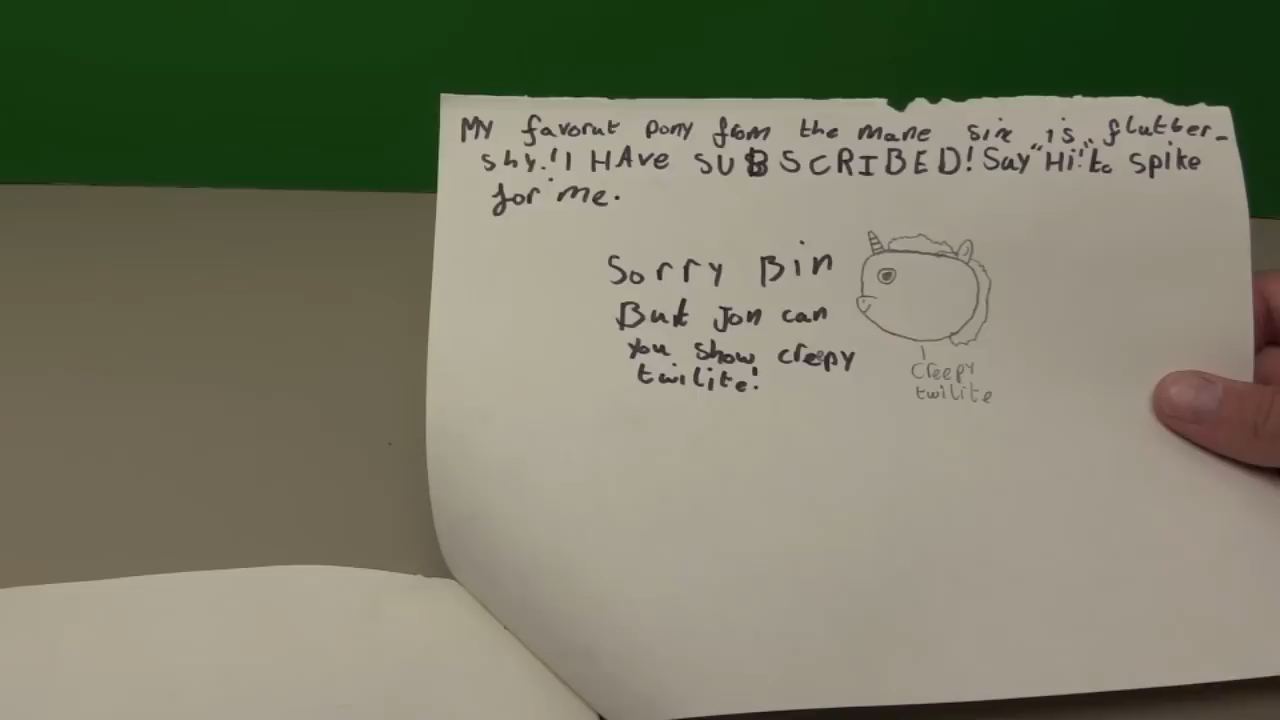 My favorut pony from the mane six is flutter-
shy! I HAVE SUBSCRIBED! Say "Hi!" to spike
for me.
Sorry Bin
But Jon can
you show creepy
twilite!
Creepy
twilite